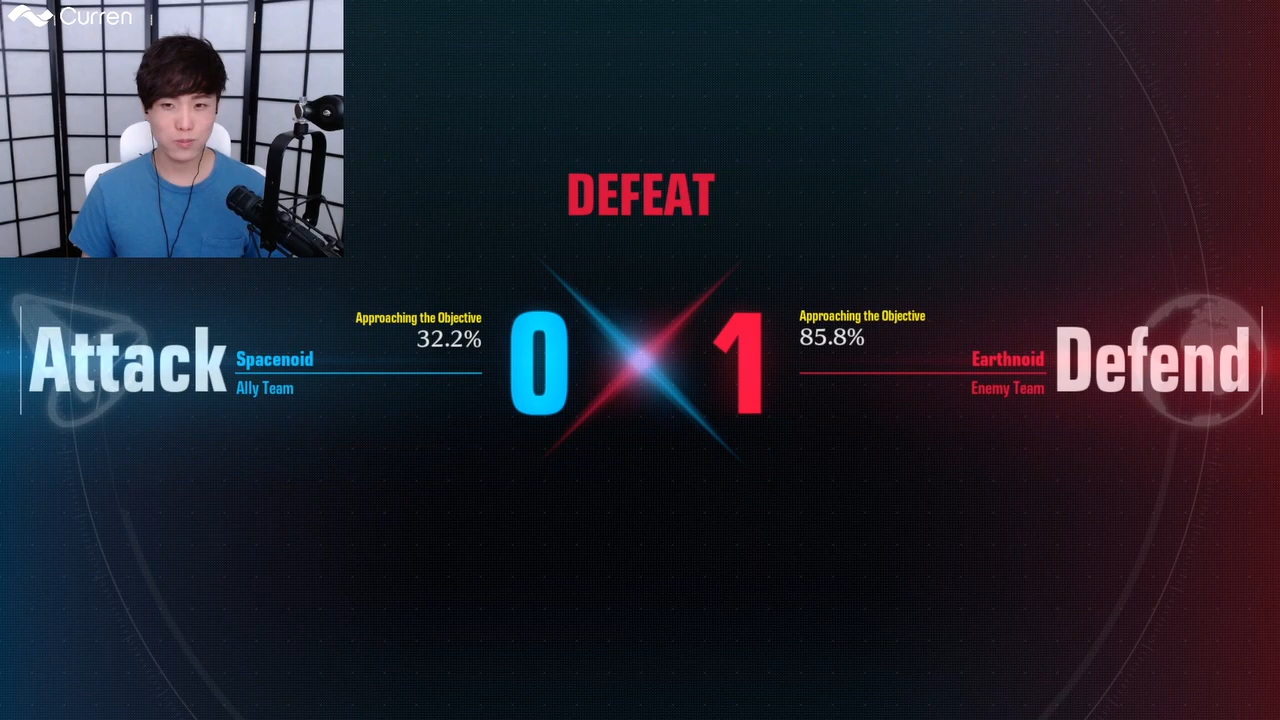 Curren
DEFEAT
Attack
Spacenoid
Ally Team
Approaching the Objective
32.2%
0
1
Approaching the Objective
85.8%
Earthnoid
Enemy Team
Defend